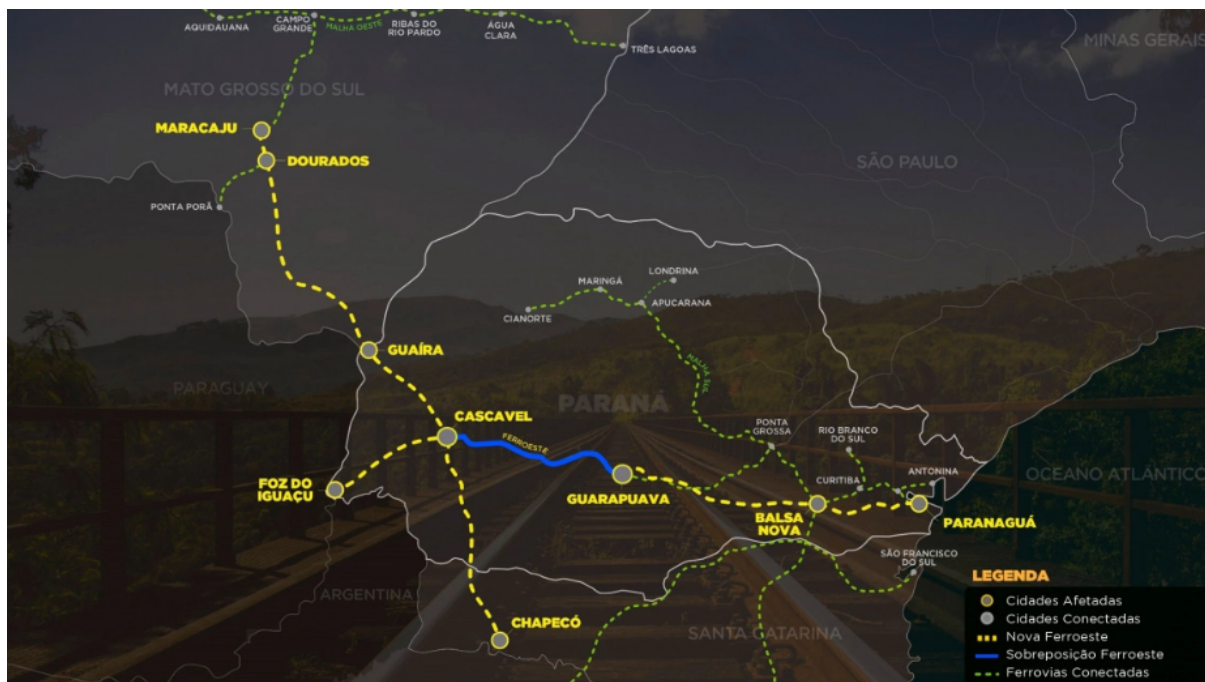 AQUIDAUANA
CAMPO
GRANDE
MALHA OESTE
RIBAS DO
RIO PARDO
ÁGUA
CLARA
TRÊS LAGOAS
MINAS GERAIS
MATO GROSSO DO SUL
MARACAJU
DOURADOS
SÃO PAULO
PONTA PORÃ
LONDRINA
MARINGÁ
APUCARANA
CIANORTE
GUAÍRA
MALHA SUL
PARAGUAY
PARANÁ
CASCAVEL
FERROESTE
PONTA
GROSSA
RIO BRANCO
DO SUL
FOZ DO
IGUAÇU
GUARAPUAVA
CURITIBA
ANTONINA
OCEANO ATLÂNTICO
BALSA
NOVA
PARANAGUÁ
SÃO FRANCISCO
DO SUL
ARGENTINA
CHAPECÓ
SANTA CATARINA
LEGENDA
Cidades Afetadas
Cidades Conectadas
Nova Ferroeste
Sobreposição Ferroeste
Ferrovias Conectadas